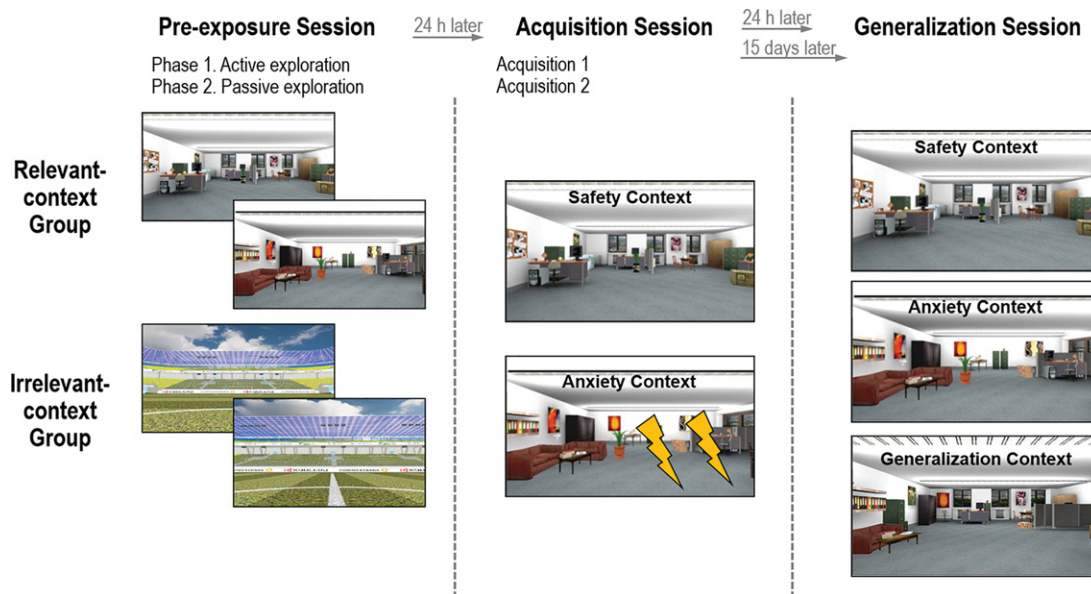 Pre-exposure Session
24 h later
Acquisition Session
24 h later
15 days later
Generalization Session
Phase 1. Active exploration
Phase 2. Passive exploration
Acquisition 1
Acquisition 2
Relevant-
context
Group
Safety Context
Safety Context
Anxiety Context
Irrelevant-
context
Group
Anxiety Context
Generalization Context